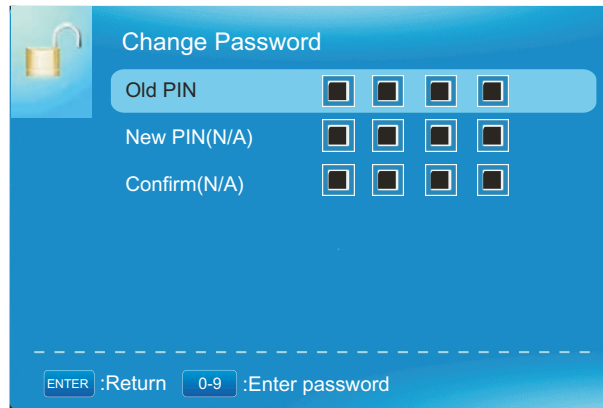 Change Password
Old PIN
New PIN(N/A)
Confirm(N/A)
ENTER :Return 0-9 :Enter password